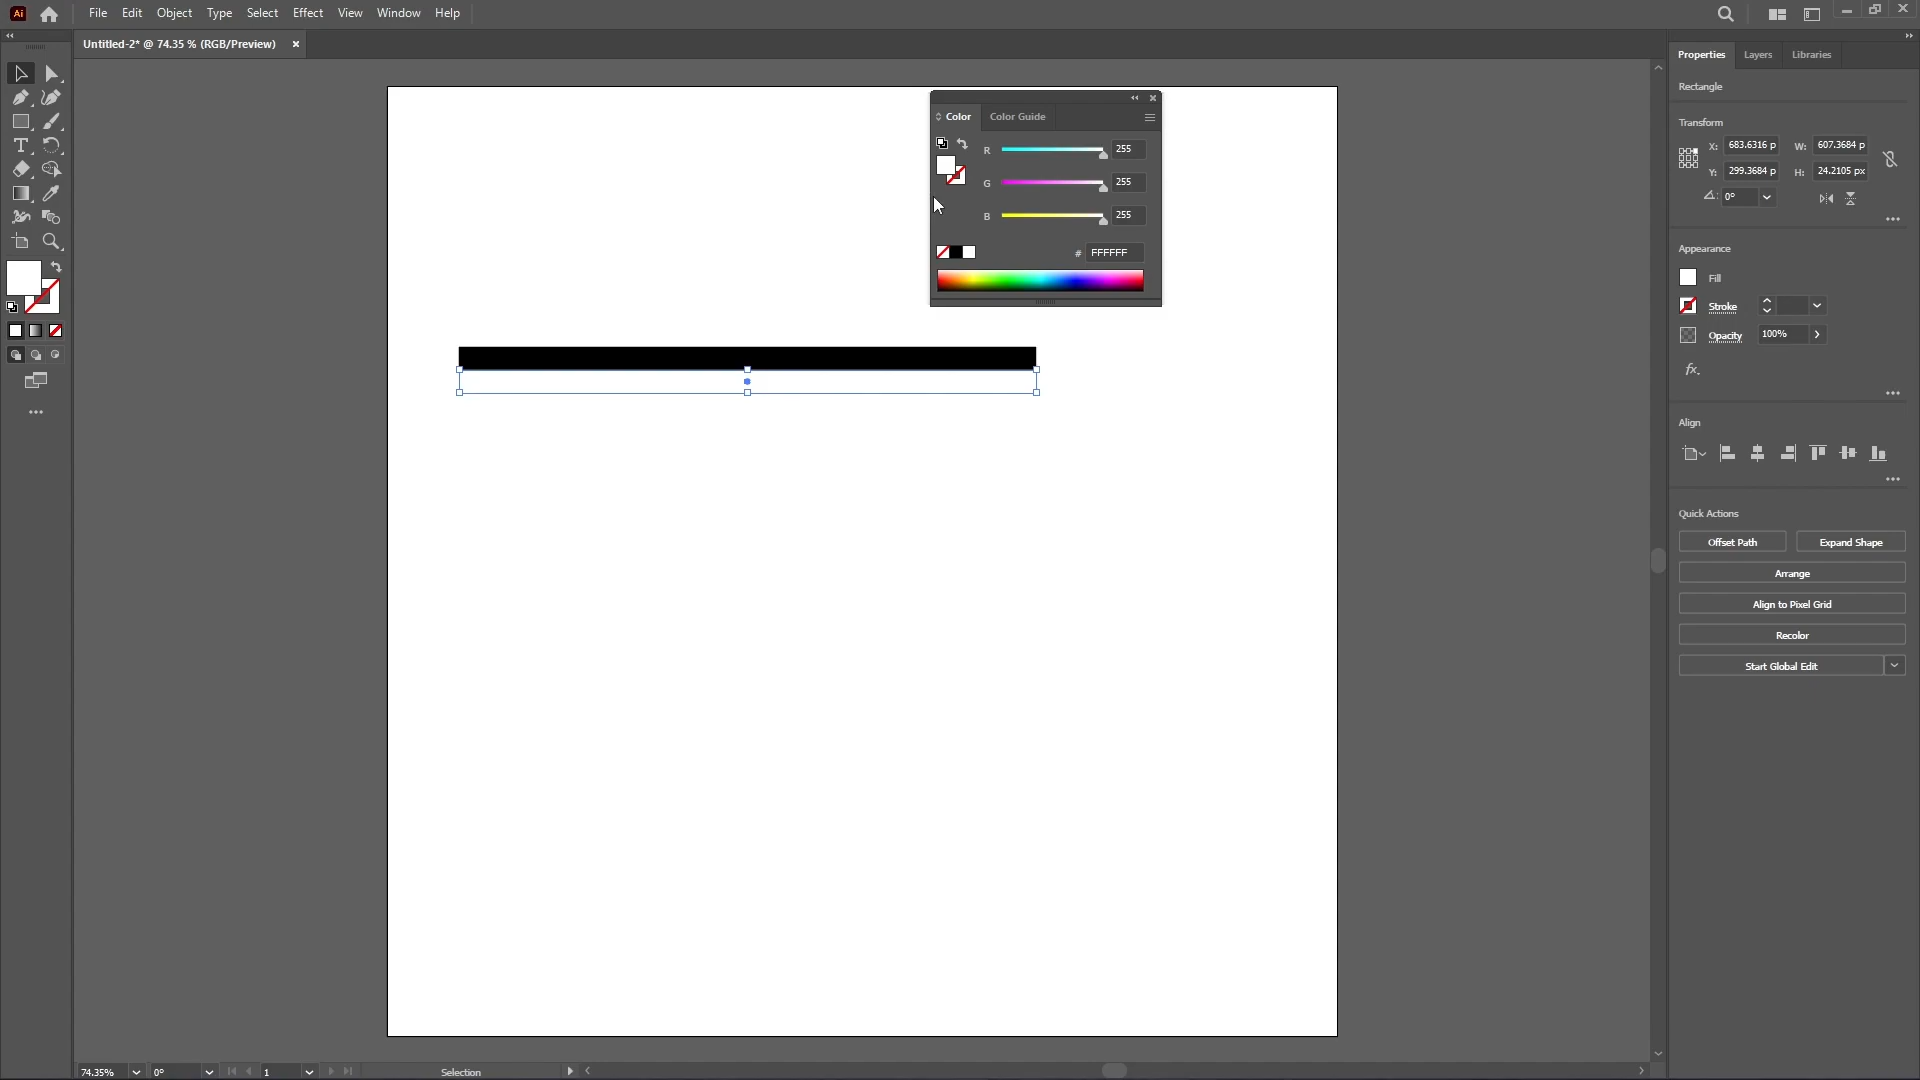 Ai File Edit Object Type Select Effect View Window Help
Untitled-2* @ 74.35 % (RGB/Preview) ×
Properties Layers Libraries
Rectangle
Transform
X: 683.6316 p W: 607.3684 p
Y: 299.3684 p H: 24.2105 px
0°
Appearance
Fill
Stroke
Opacity 100%
fx.
Align
Quick Actions
Offset Path Expand Shape
Arrange
Align to Pixel Grid
Recolor
Start Global Edit
Color Color Guide
R 255
G 255
B 255
# FFFFFF
74.35% 0° 1 Selection